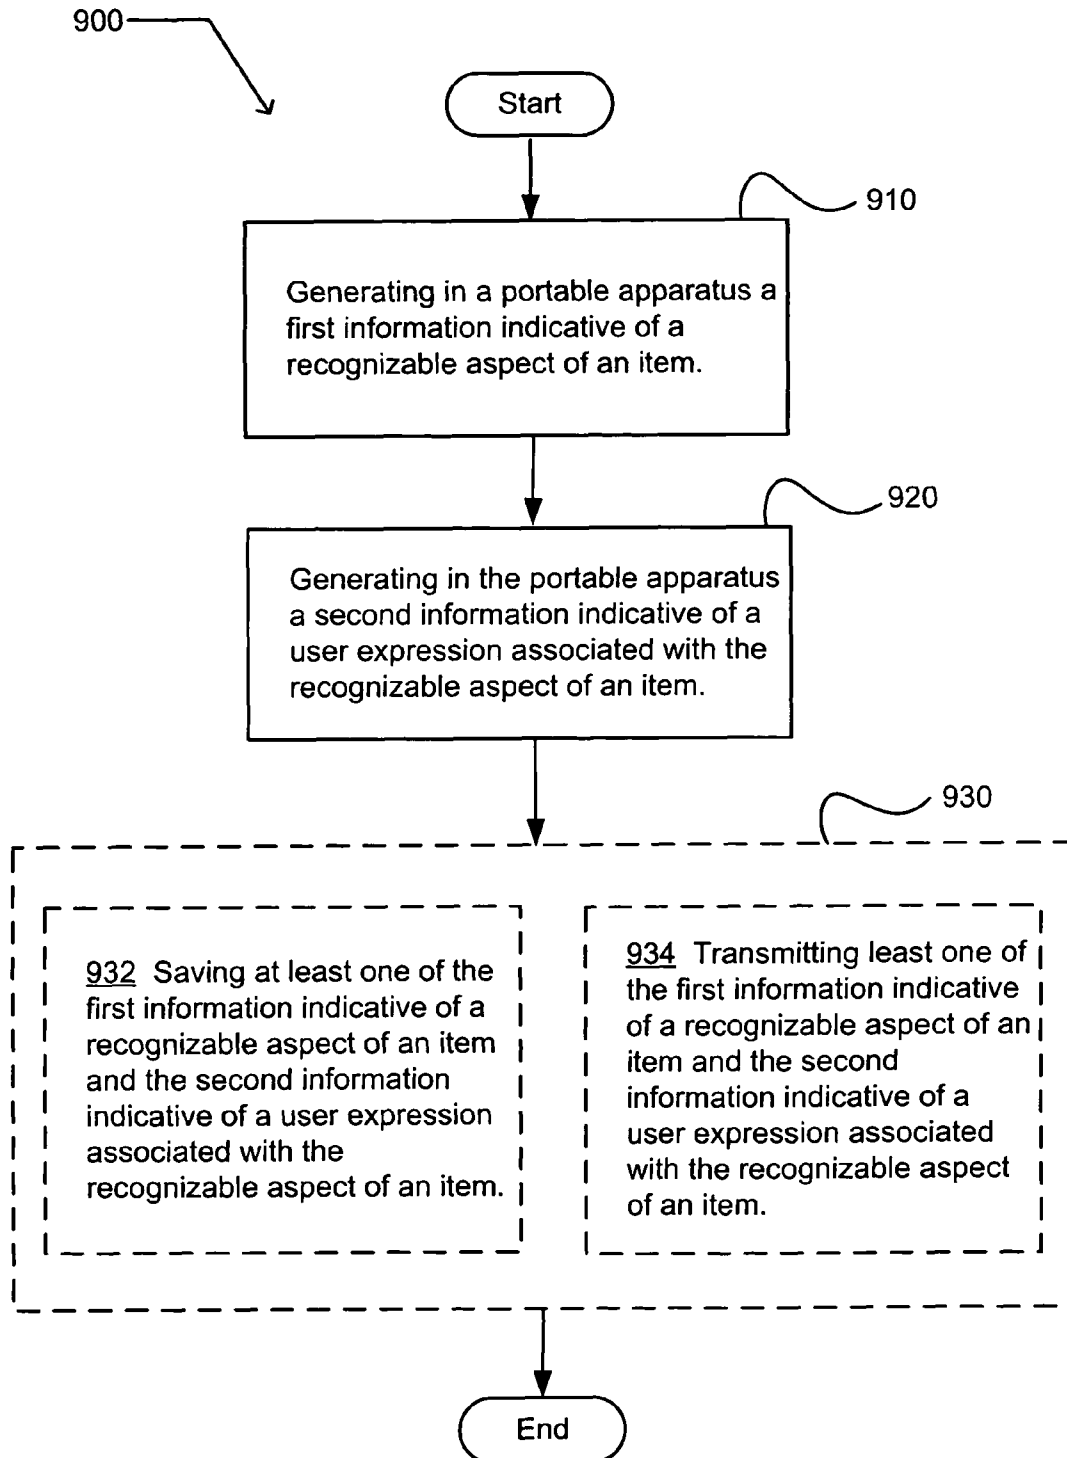 900
Start
910
Generating in a portable apparatus a
first information indicative of a
recognizable aspect of an item.
920
Generating in the portable apparatus
a second information indicative of a
user expression associated with the
recognizable aspect of an item.
930
932 Saving at least one of the
first information indicative of a
recognizable aspect of an item
and the second information
indicative of a user expression
associated with the
recognizable aspect of an item.
934 Transmitting least one of
the first information indicative
of a recognizable aspect of an
item and the second
information indicative of a
user expression associated
with the recognizable aspect
of an item.
End